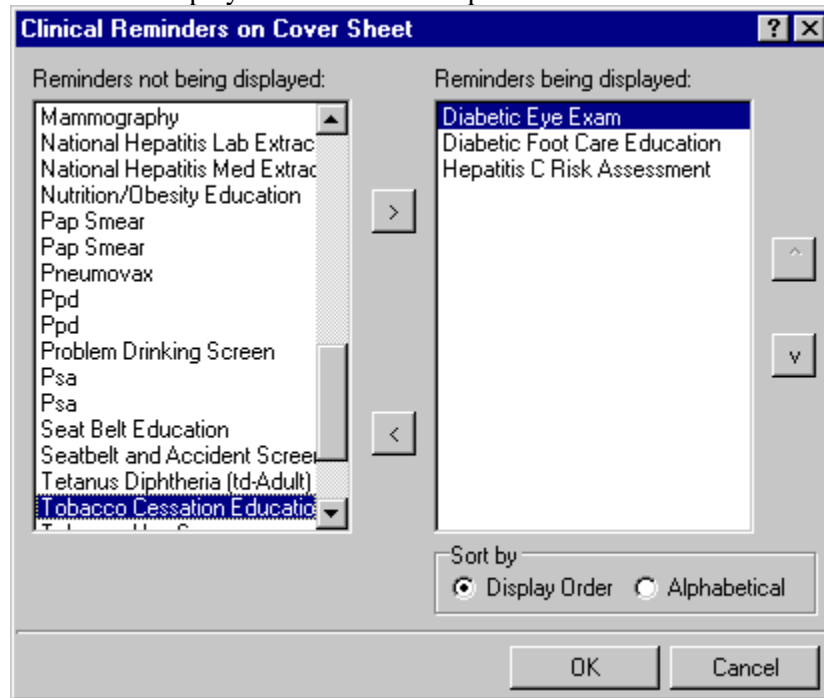 Clinical Reminders on Cover Sheet
? X
Reminders not being displayed:
Mammography
National Hepatitis Lab Extrac
National Hepatitis Med Extrac
Nutrition/Obesity Education
Pap Smear
Pap Smear
Pneumovax
Ppd
Ppd
Problem Drinking Screen
Psa
Psa
Seat Belt Education
Seatbelt and Accident Screen
Tetanus Diphtheria (td-Adult)
Tobacco Cessation Educatio
>
<
Reminders being displayed:
Diabetic Eye Exam
Diabetic Foot Care Education
Hepatitis C Risk Assessment
^
v
Sort by
Display Order Alphabetical
OK Cancel